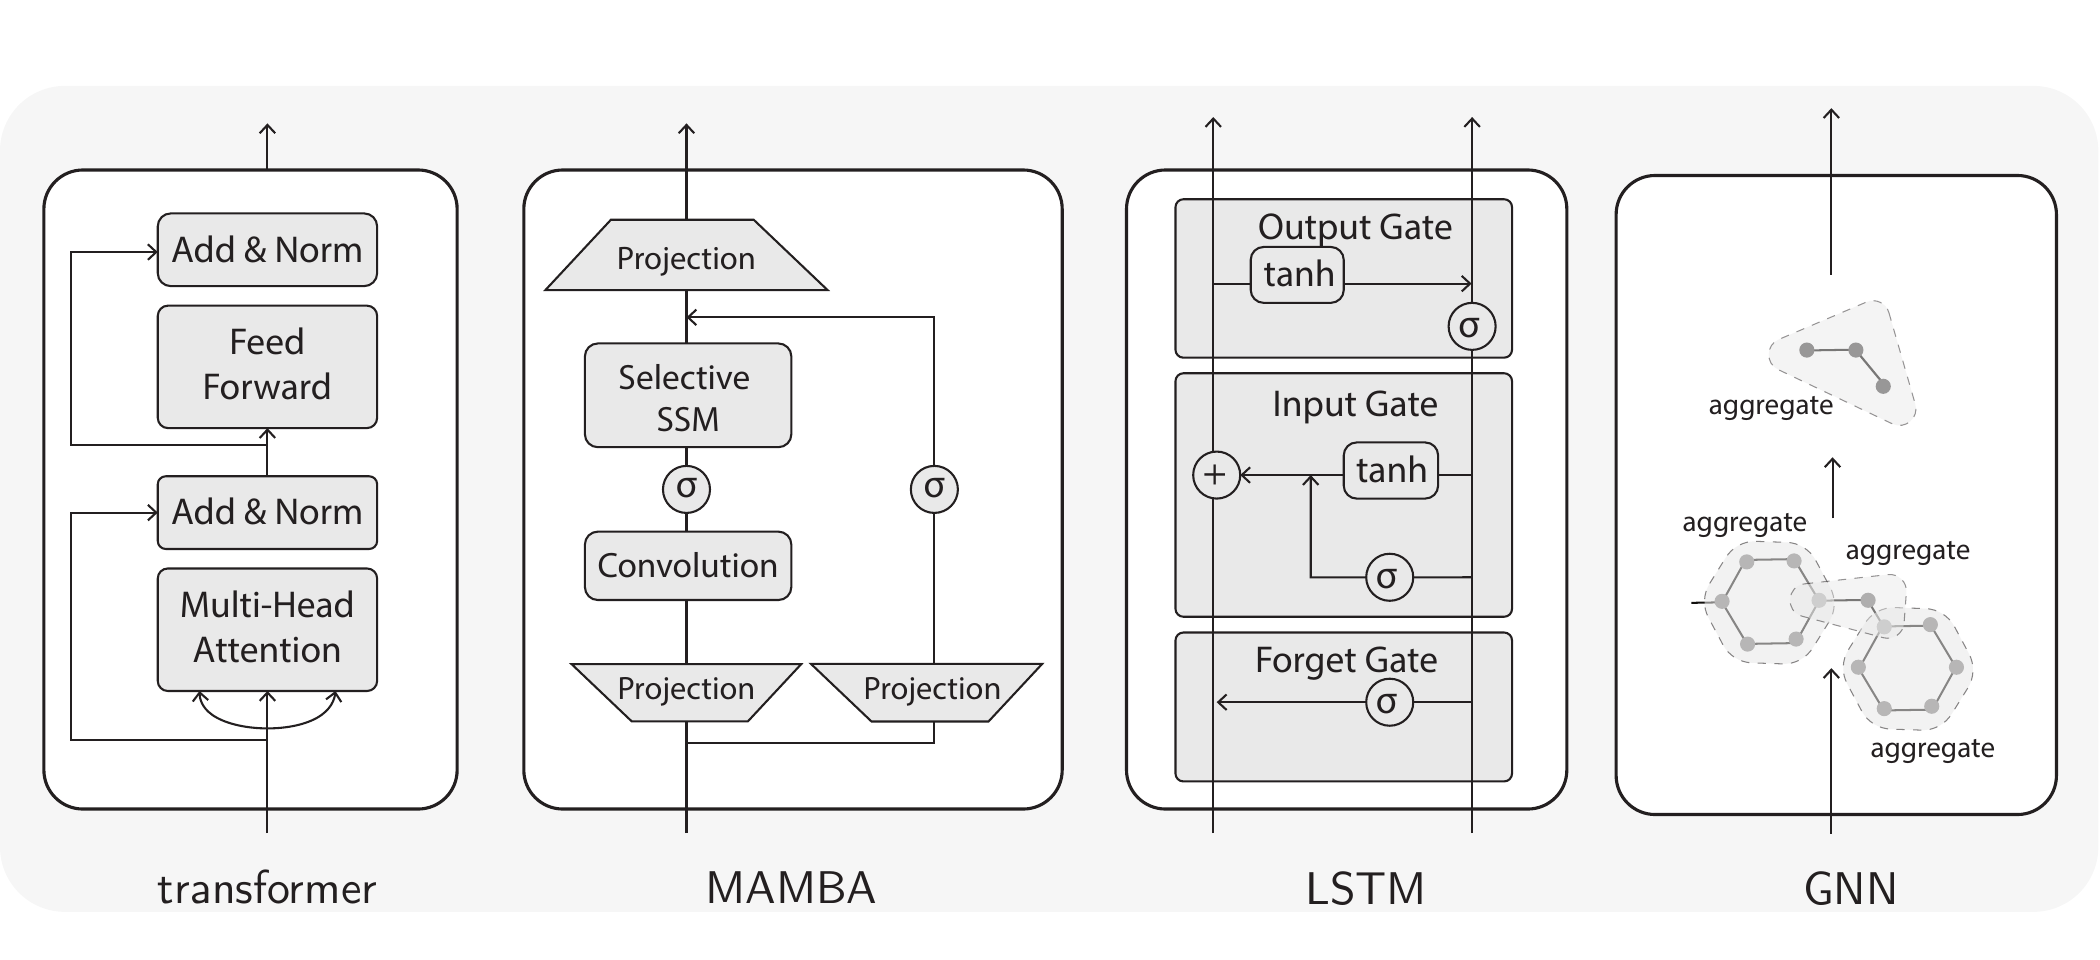 Add & Norm
Feed
Forward
Add & Norm
Multi-Head
Attention
transformer
Projection
Selective
SSM
σ
σ
Convolution
Projection
Projection
MAMBA
Output Gate
tanh
σ
Input Gate
+
tanh
σ
Forget Gate
σ
LSTM
aggregate
aggregate
aggregate
aggregate
GNN